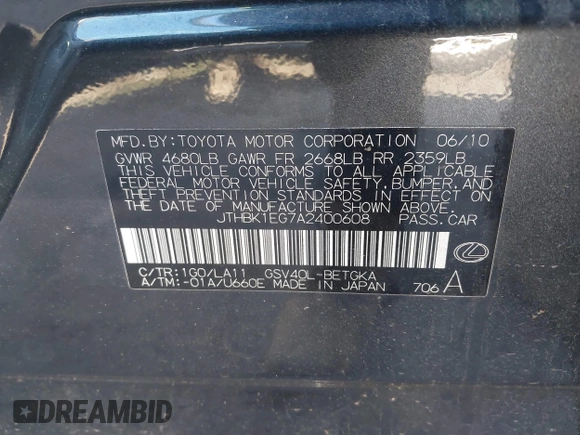 MFD. BY: TOYOTA MOTOR CORPORATION 06/10
GVWR 4680LB GAWR FR 2668LB RR 2359LB
THIS VEHICLE CONFORMS TO ALL APPLICABLE
FEDERAL MOTOR VEHICLE SAFETY, BUMPER, AND
THEFT PREVENTION STANDARDS IN EFFECT ON
THE DATE OF MANUFACTURE SHOWN ABOVE.
JTHBK1EG7A2400608 PASS. CAR
C/TR: 1G0/LA11 GSV40L-BETGKA
A/TM: -01A/U660E MADE IN JAPAN 706 A
DREAMBID